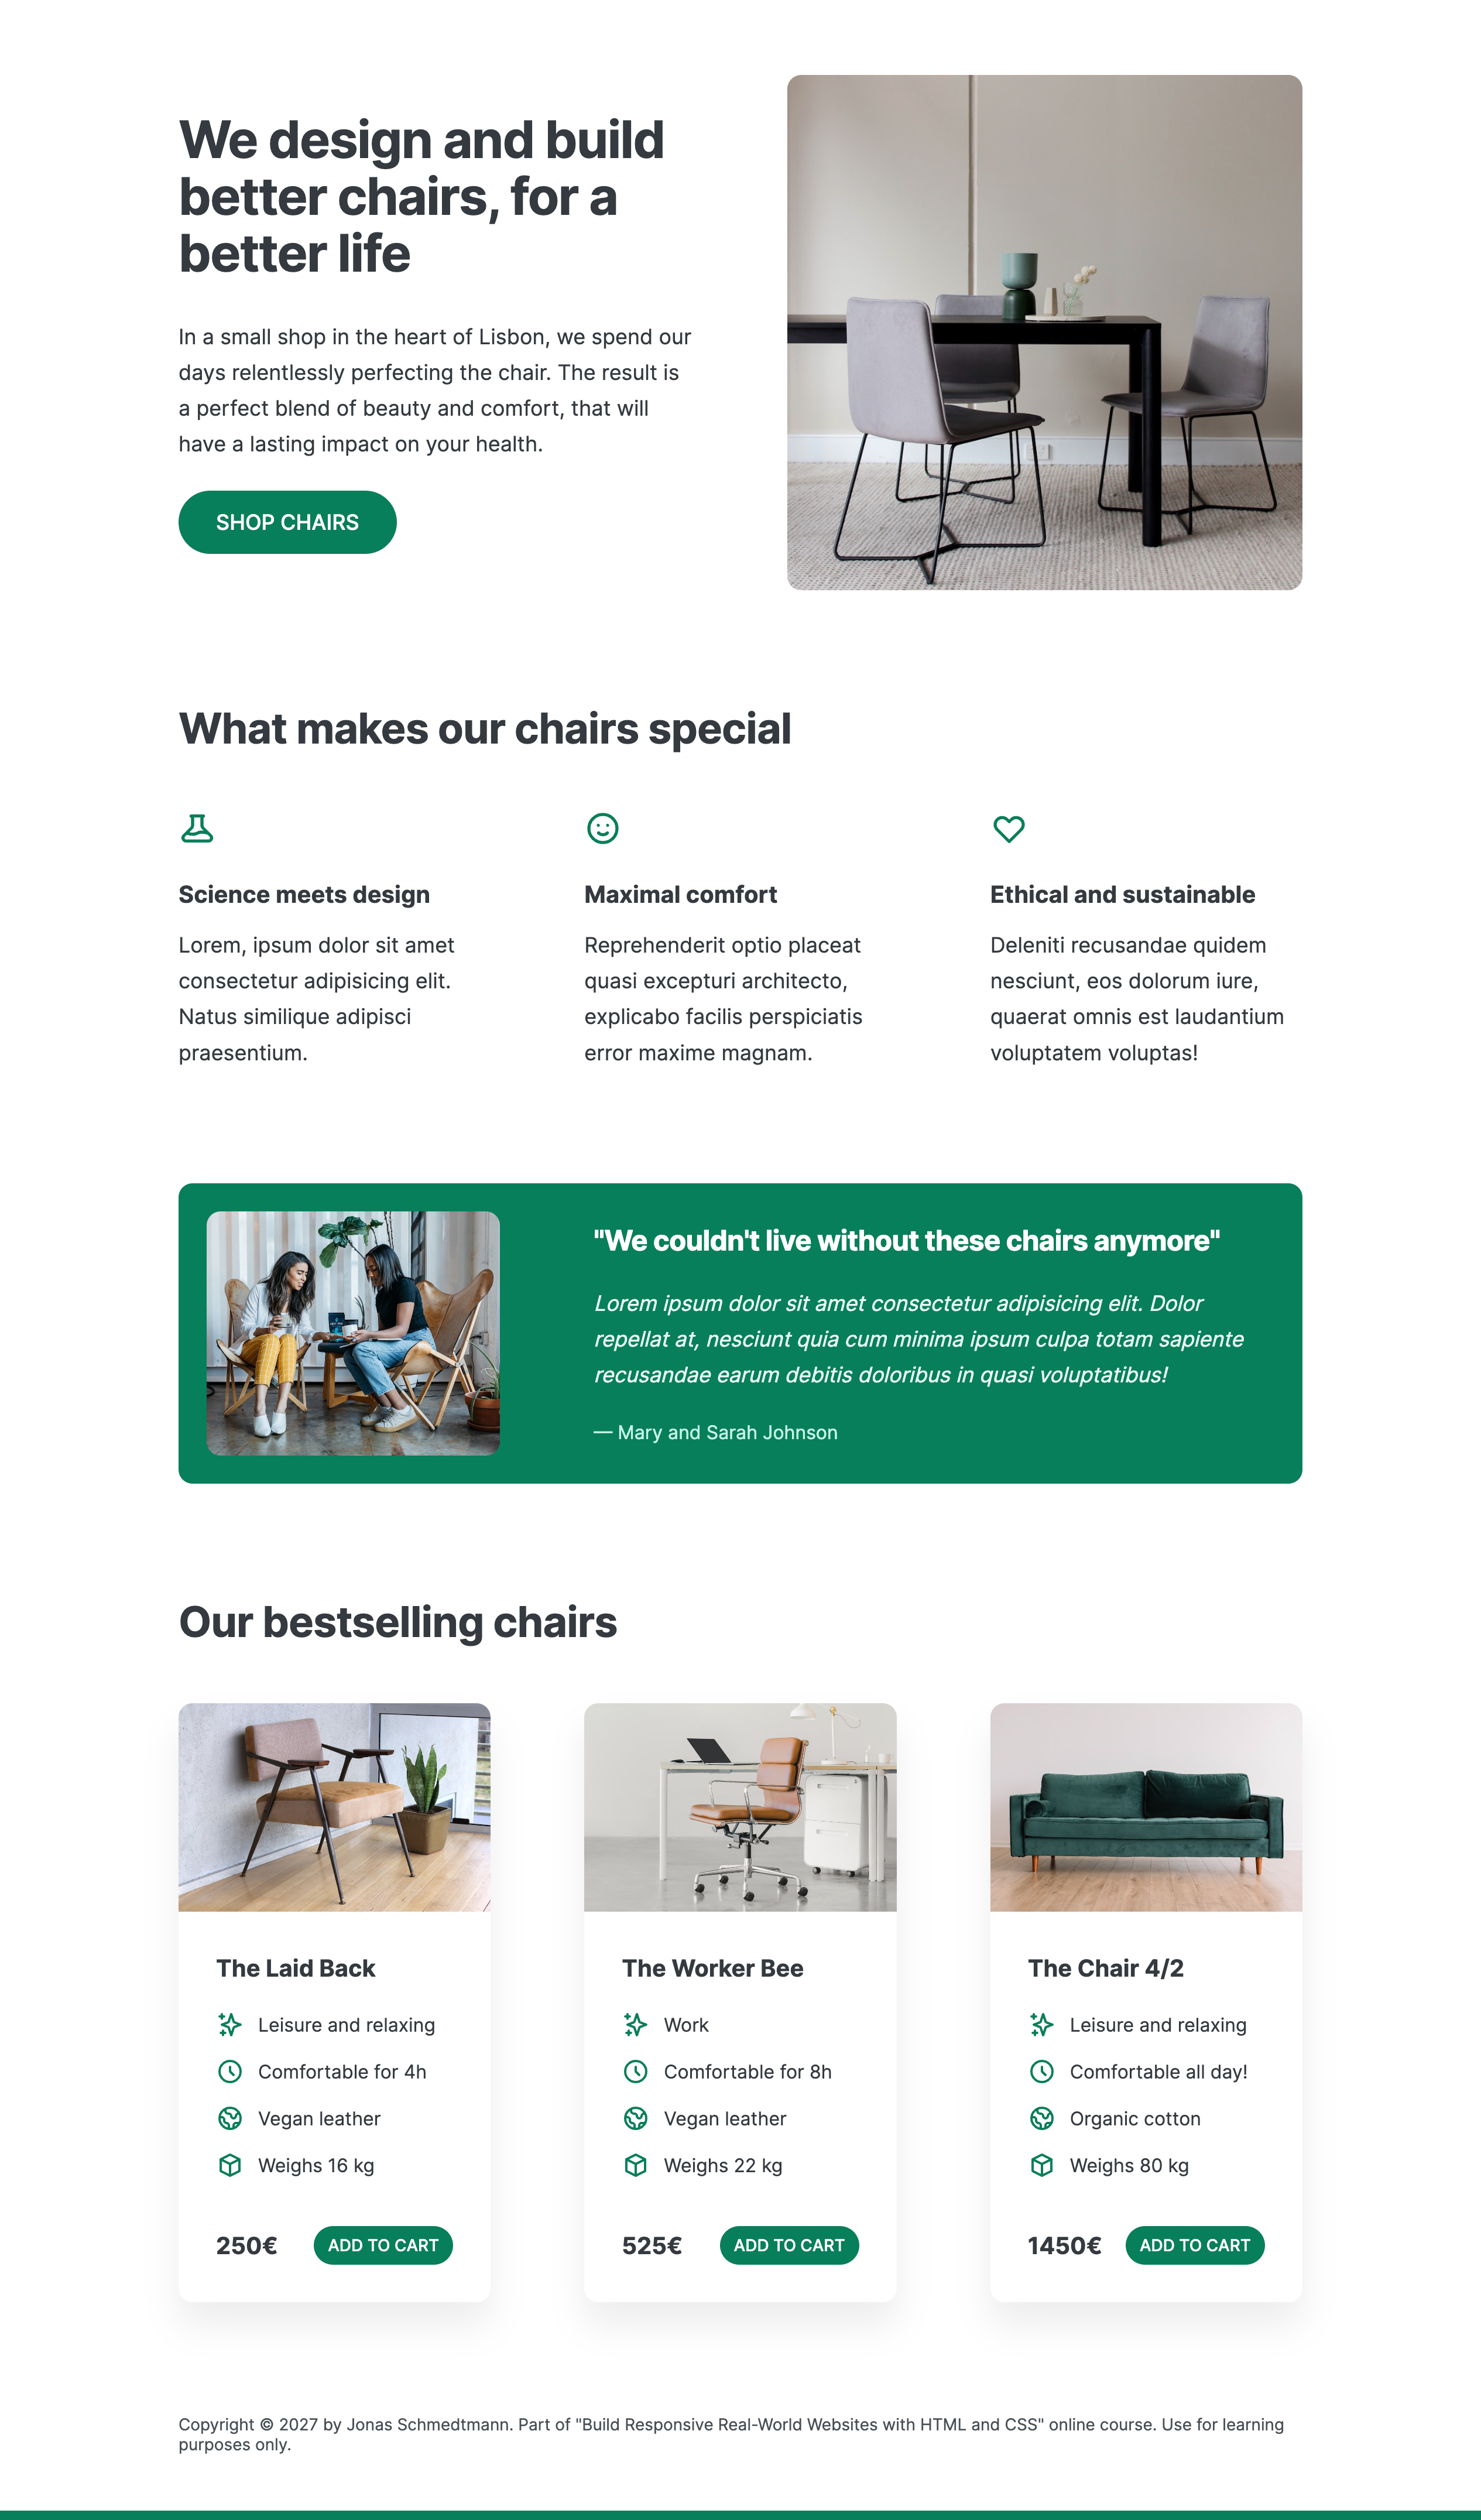 We design and build
better chairs, for a
better life
In a small shop in the heart of Lisbon, we spend our
days relentlessly perfecting the chair. The result is
a perfect blend of beauty and comfort, that will
have a lasting impact on your health.
SHOP CHAIRS
What makes our chairs special
Science meets design
Lorem, ipsum dolor sit amet
consectetur adipisicing elit.
Natus similique adipisci
praesentium.
Maximal comfort
Reprehenderit optio placeat
quasi excepturi architecto,
explicabo facilis perspiciatis
error maxime magnam.
Ethical and sustainable
Deleniti recusandae quidem
nesciunt, eos dolorum iure,
quaerat omnis est laudantium
voluptatem voluptas!
"We couldn't live without these chairs anymore"
Lorem ipsum dolor sit amet consectetur adipisicing elit. Dolor
repellat at, nesciunt quia cum minima ipsum culpa totam sapiente
recusandae earum debitis doloribus in quasi voluptatibus!
— Mary and Sarah Johnson
Our bestselling chairs
The Laid Back
Leisure and relaxing
Comfortable for 4h
Vegan leather
Weighs 16 kg
250€ ADD TO CART
The Worker Bee
Work
Comfortable for 8h
Vegan leather
Weighs 22 kg
525€ ADD TO CART
The Chair 4/2
Leisure and relaxing
Comfortable all day!
Organic cotton
Weighs 80 kg
1450€ ADD TO CART
Copyright © 2027 by Jonas Schmedtmann. Part of "Build Responsive Real-World Websites with HTML and CSS" online course. Use for learning
purposes only.